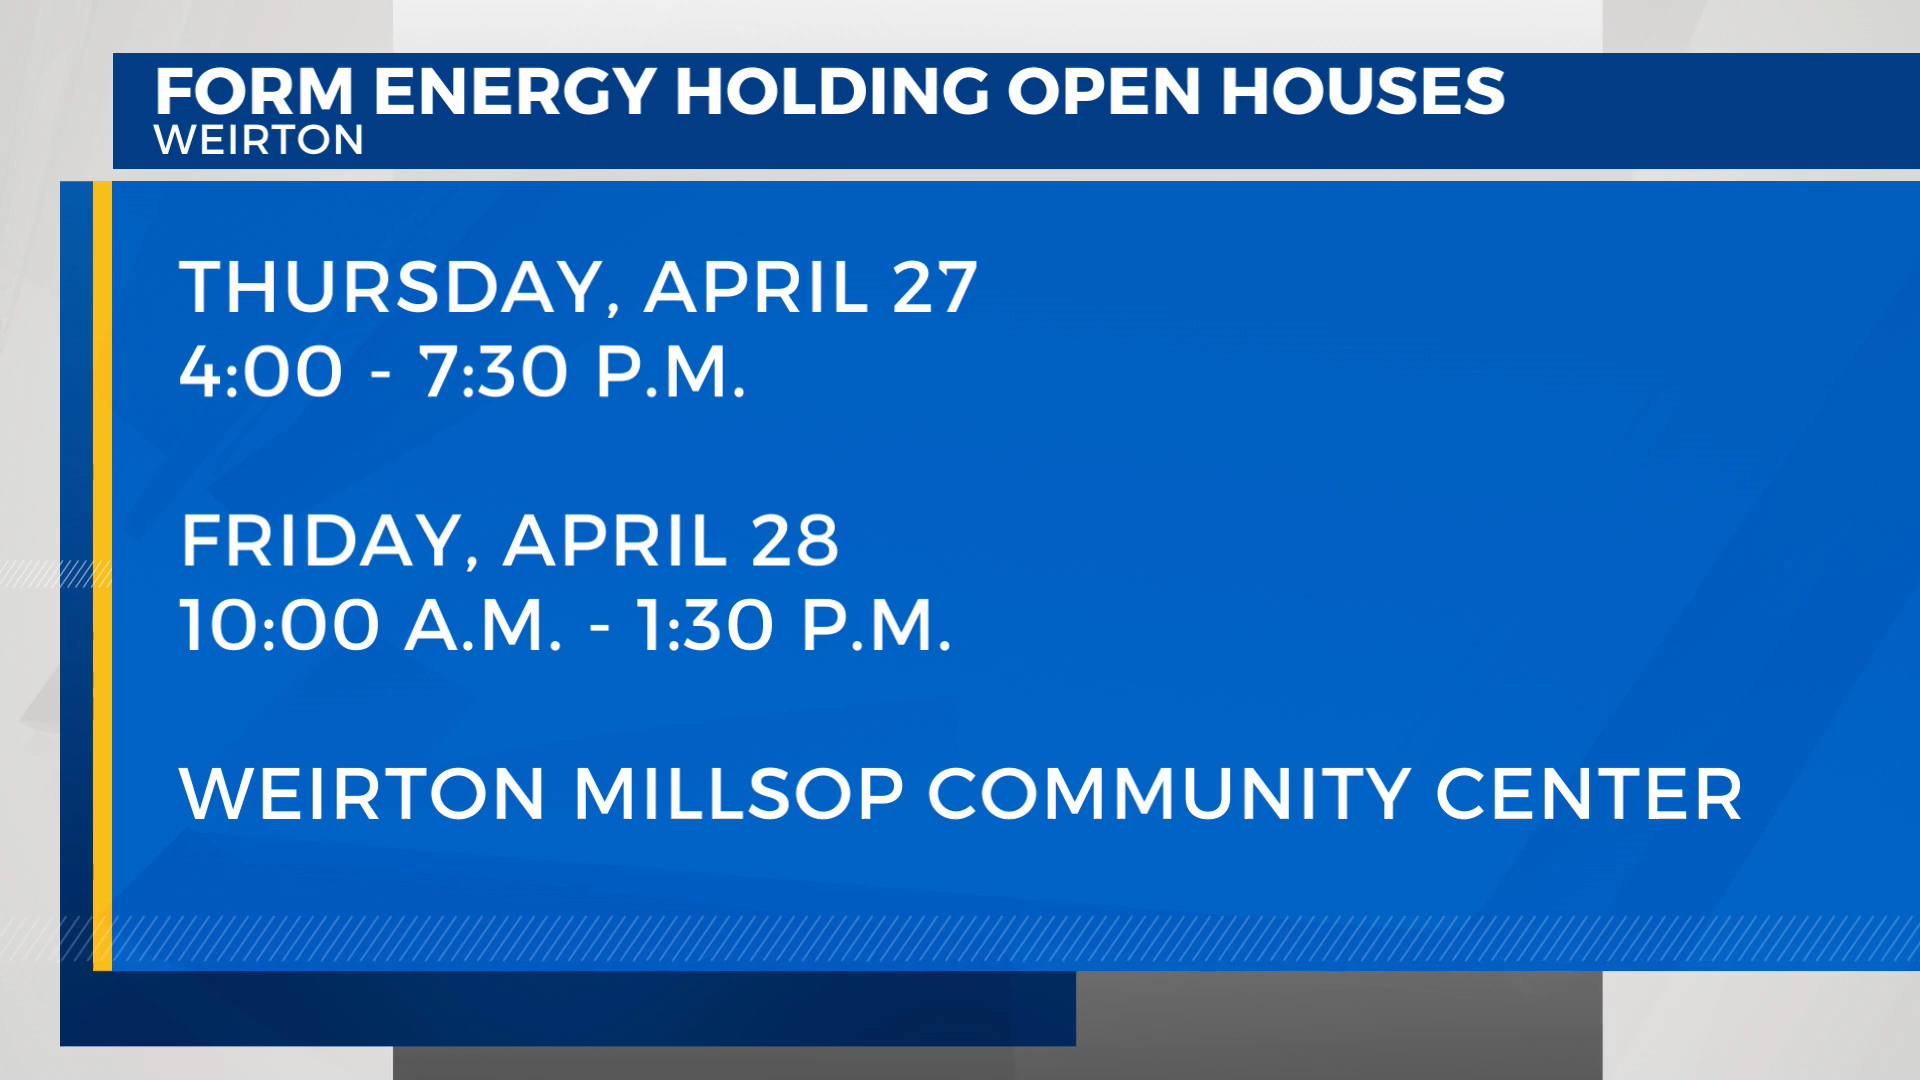 FORM ENERGY HOLDING OPEN HOUSES
WEIRTON
THURSDAY, APRIL 27
4:00 - 7:30 P.M.
FRIDAY, APRIL 28
10:00 A.M. - 1:30 P.M.
WEIRTON MILLSOP COMMUNITY CENTER